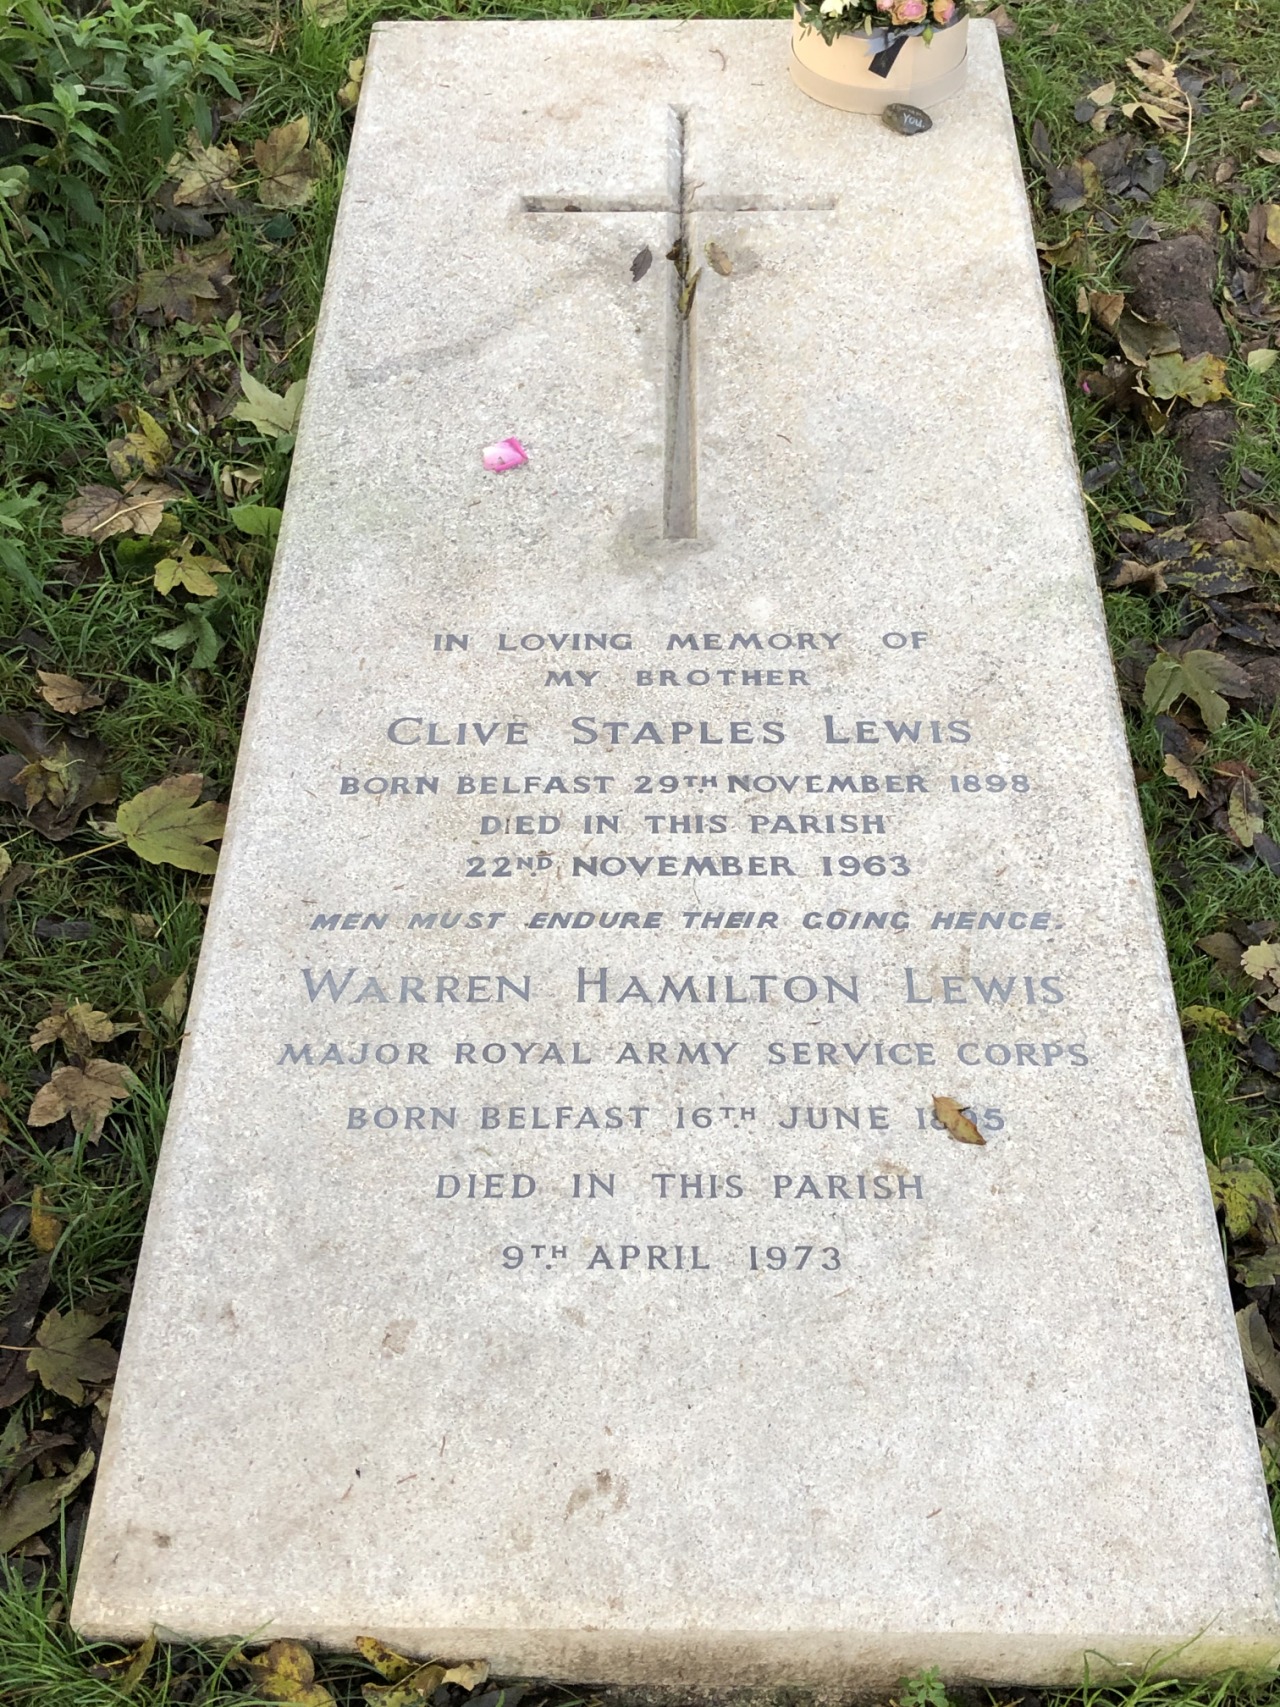 You
IN LOVING MEMORY OF
MY BROTHER
CLIVE STAPLES LEWIS
BORN BELFAST 29TH NOVEMBER 1898
DIED IN THIS PARISH
22ND NOVEMBER 1963
MEN MUST ENDURE THEIR GOING HENCE.
WARREN HAMILTON LEWIS
MAJOR ROYAL ARMY SERVICE CORPS
BORN BELFAST 16TH JUNE 1895
DIED IN THIS PARISH
9TH APRIL 1973